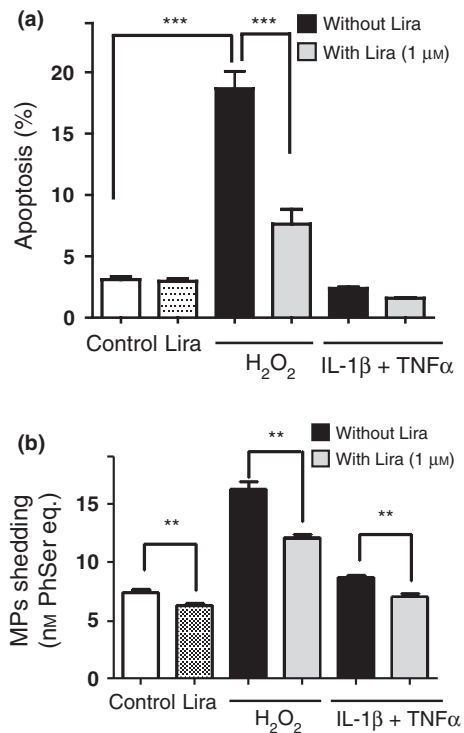 (a)
***
***
Without Lira
With Lira (1 μM)
Apoptosis (%)
20
15
10
5
0
Control Lira
H₂O₂
IL-1β + TNFα
(b)
Without Lira
With Lira (1 μM)
**
**
**
MPs shedding
(nM PhSer eq.)
15
10
5
0
Control Lira
H₂O₂
IL-1β + TNFα